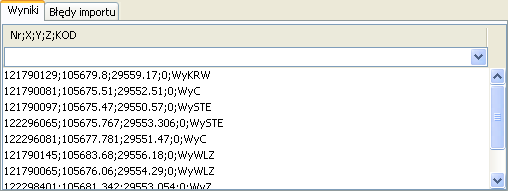 Wyniki Błędy importu
Nr;X;Y;Z;KOD
121790129;105679.8;29559.17;0;WyKRW
121790081;105675.51;29552.51;0;WyC
121790097;105675.47;29550.57;0;WySTE
122296065;105675.767;29553.306;0;WySTE
122296081;105677.781;29551.47;0;WyC
121790145;105683.68;29556.18;0;WyWLZ
121790065;105676.06;29554.29;0;WyWLZ
122298401;105681.342;29553.054;0;WyZ